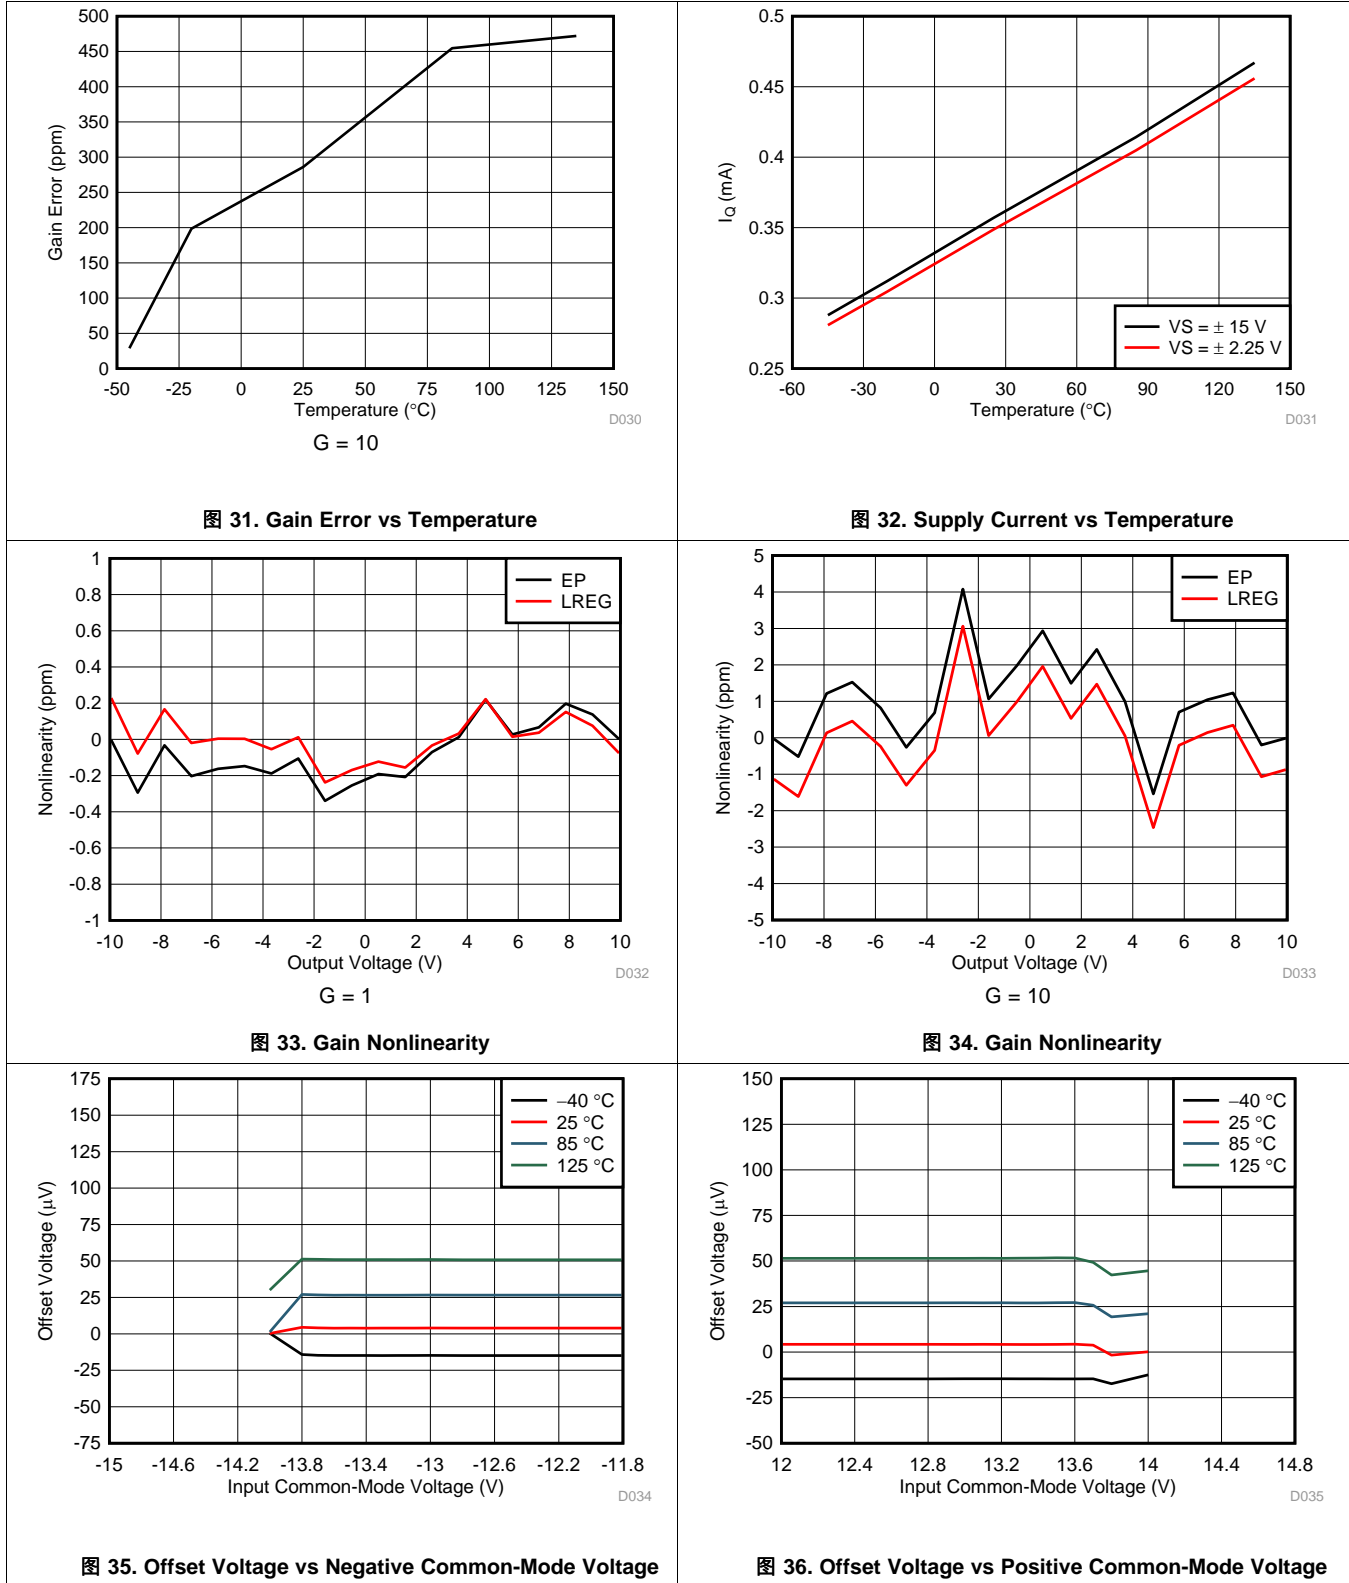 500
450
400
350
300
250
200
150
100
50
0
Gain Error (ppm)
-50 -25 0 25 50 75 100 125 150
Temperature (°C)
D030
G = 10
图 31. Gain Error vs Temperature
0.5
0.45
0.4
0.35
0.3
0.25
IQ (mA)
VS = ± 15 V
VS = ± 2.25 V
-60 -30 0 30 60 90 120 150
Temperature (°C)
D031
图 32. Supply Current vs Temperature
1
0.8
0.6
0.4
0.2
0
-0.2
-0.4
-0.6
-0.8
-1
Nonlinearity (ppm)
EP
LREG
-10 -8 -6 -4 -2 0 2 4 6 8 10
Output Voltage (V)
D032
G = 1
图 33. Gain Nonlinearity
5
4
3
2
1
0
-1
-2
-3
-4
-5
Nonlinearity (ppm)
EP
LREG
-10 -8 -6 -4 -2 0 2 4 6 8 10
Output Voltage (V)
D033
G = 10
图 34. Gain Nonlinearity
175
150
125
100
75
50
25
0
-25
-50
-75
Offset Voltage (µV)
–40 °C
25 °C
85 °C
125 °C
-15 -14.6 -14.2 -13.8 -13.4 -13 -12.6 -12.2 -11.8
Input Common-Mode Voltage (V)
D034
图 35. Offset Voltage vs Negative Common-Mode Voltage
150
125
100
75
50
25
0
-25
-50
Offset Voltage (µV)
–40 °C
25 °C
85 °C
125 °C
12 12.4 12.8 13.2 13.6 14 14.4 14.8
Input Common-Mode Voltage (V)
D035
图 36. Offset Voltage vs Positive Common-Mode Voltage